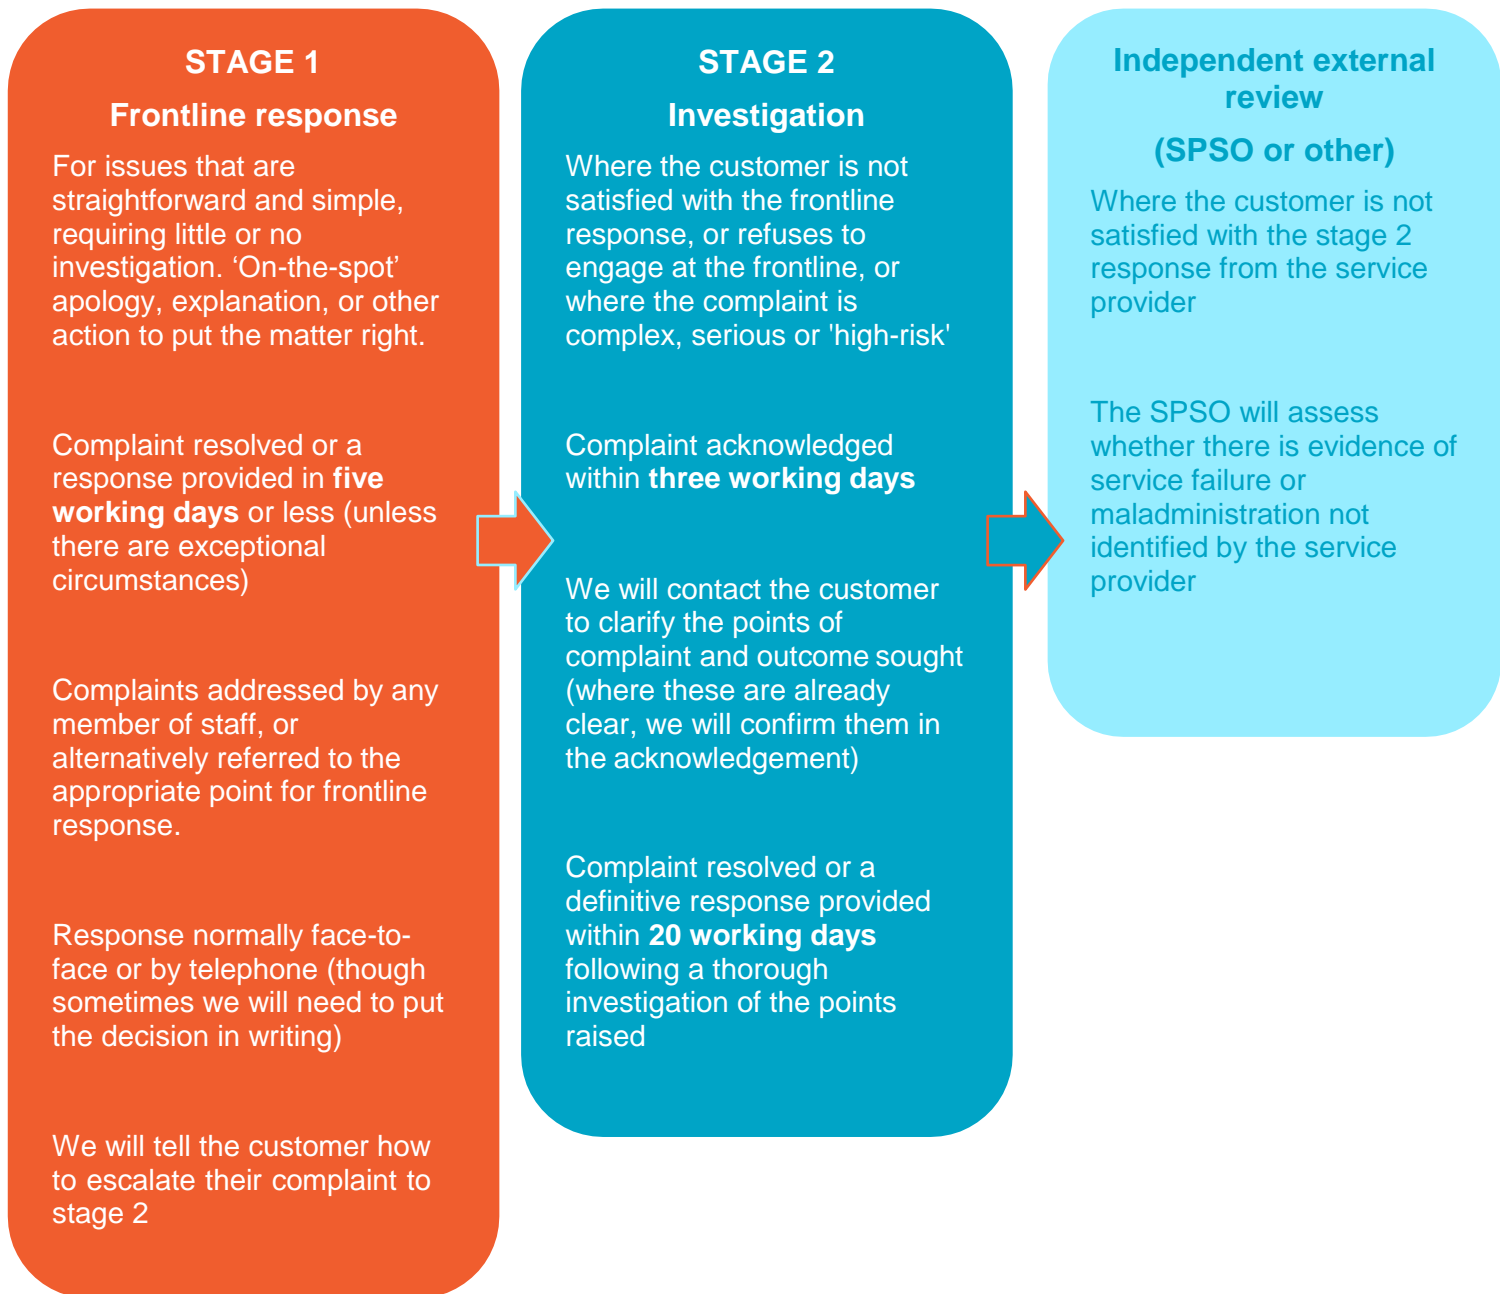 STAGE 1
Frontline response
For issues that are
straightforward and simple,
requiring little or no
investigation. ‘On-the-spot’
apology, explanation, or other
action to put the matter right.
Complaint resolved or a
response provided in five
working days or less (unless
there are exceptional
circumstances)
Complaints addressed by any
member of staff, or
alternatively referred to the
appropriate point for frontline
response.
Response normally face-to-
face or by telephone (though
sometimes we will need to put
the decision in writing)
We will tell the customer how
to escalate their complaint to
stage 2
STAGE 2
Investigation
Where the customer is not
satisfied with the frontline
response, or refuses to
engage at the frontline, or
where the complaint is
complex, serious or 'high-risk'
Complaint acknowledged
within three working days
We will contact the customer
to clarify the points of
complaint and outcome sought
(where these are already
clear, we will confirm them in
the acknowledgement)
Complaint resolved or a
definitive response provided
within 20 working days
following a thorough
investigation of the points
raised
Independent external
review
(SPSO or other)
Where the customer is not
satisfied with the stage 2
response from the service
provider
The SPSO will assess
whether there is evidence of
service failure or
maladministration not
identified by the service
provider